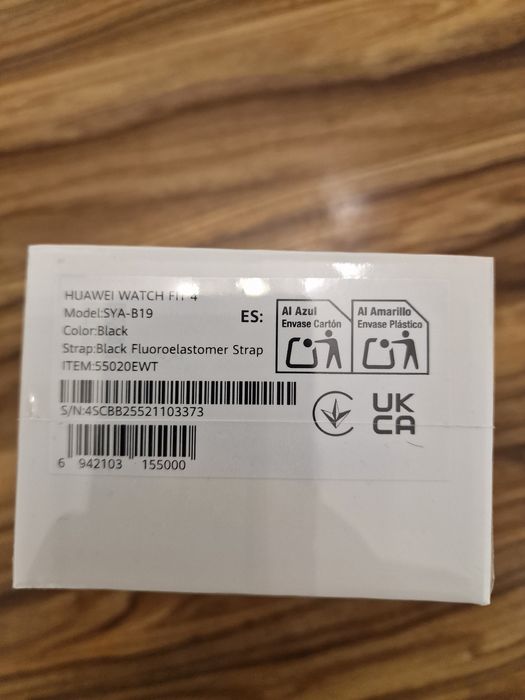 HUAWEI WATCH FIT 4
Model:SYA-B19
Color:Black
Strap:Black Fluoroelastomer Strap
ITEM:55020EWT
S/N:4SCBB25521103373
6 942103 155000
ES:
Al Azul
Envase Cartón
Al Amarillo
Envase Plástico
UK
CA